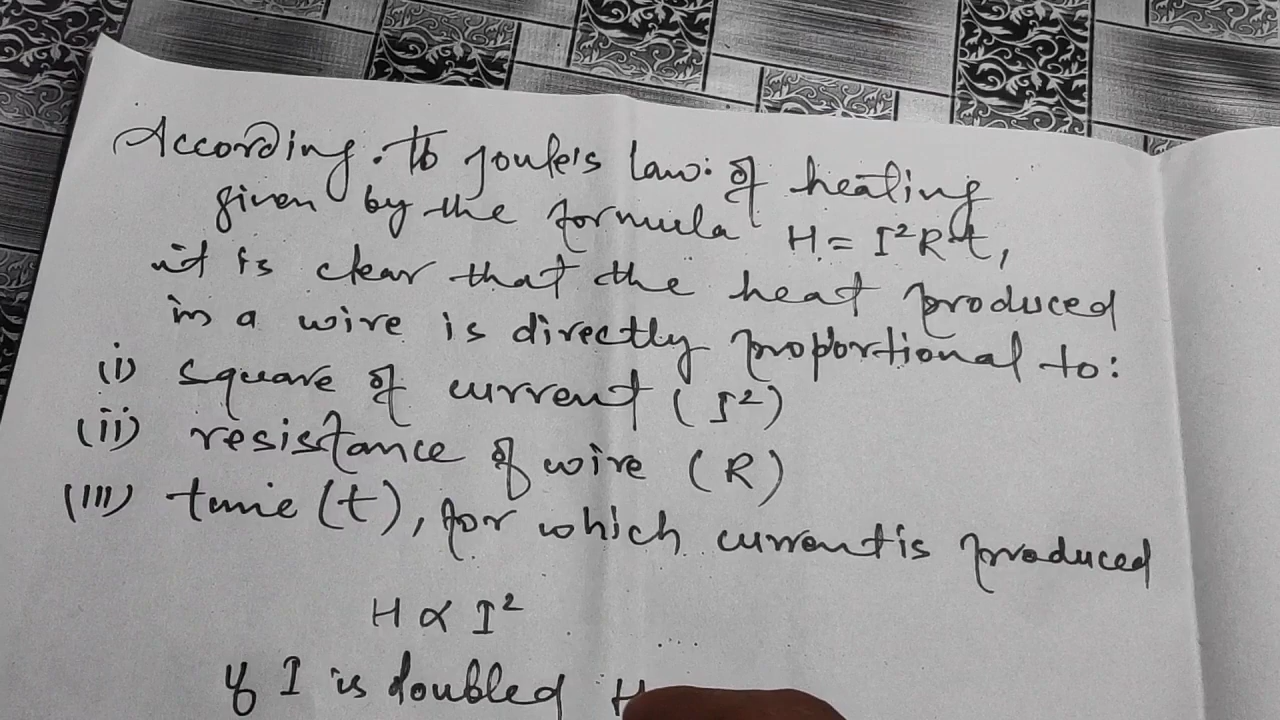 According to Joule's law of heating
given by the formula H = I²Rt,
it is clear that the heat produced
in a wire is directly proportional to:
(i) square of current (I²)
(ii) resistance of wire (R)
(III) time (t), for which current is produced
H ∝ I²
If I is doubled H